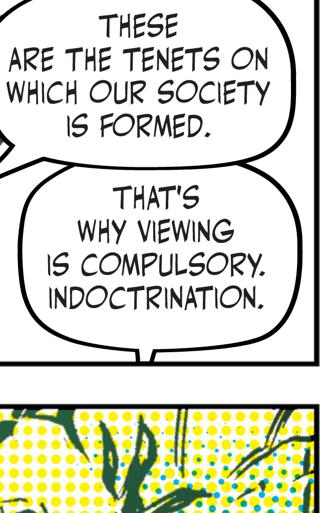 THESE
ARE THE TENETS ON
WHICH OUR SOCIETY
IS FORMED.
THAT'S
WHY VIEWING
IS COMPULSORY.
INDOCTRINATION.